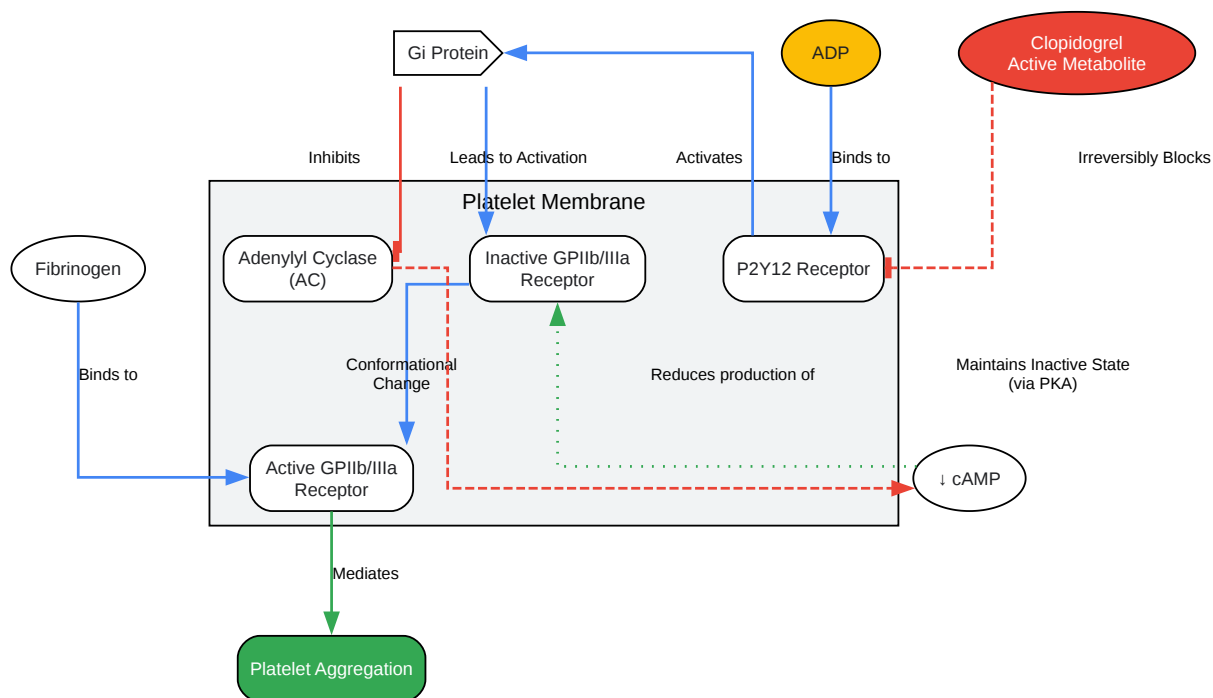 Gi Protein
ADP
Clopidogrel
Active Metabolite
Inhibits
Leads to Activation
Activates
Binds to
Irreversibly Blocks
Platelet Membrane
Fibrinogen
Adenylyl Cyclase
(AC)
Inactive GPIIb/IIIa
Receptor
P2Y12 Receptor
Binds to
Conformational
Change
Reduces production of
Maintains Inactive State
(via PKA)
Active GPIIb/IIIa
Receptor
↓ cAMP
Mediates
Platelet Aggregation